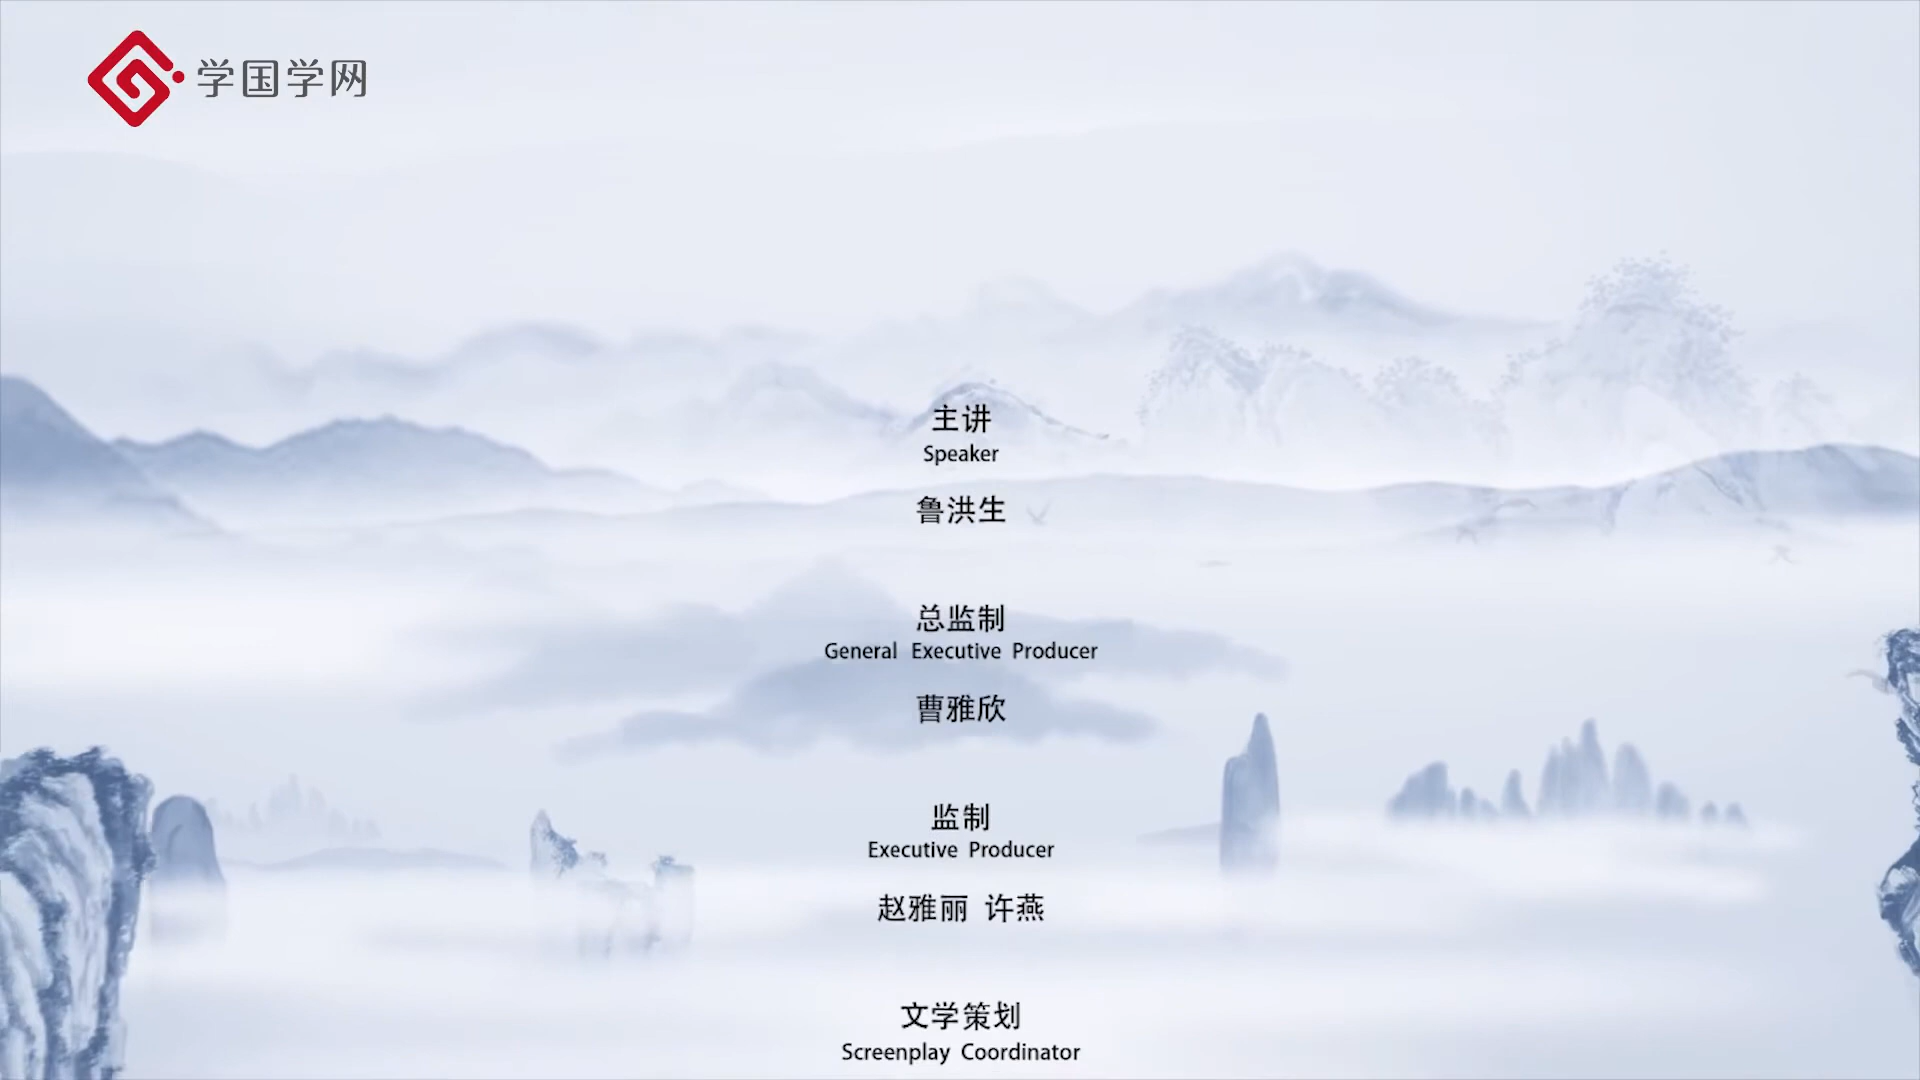 学国学网
主讲
Speaker
鲁洪生
总监制
General Executive Producer
曹雅欣
监制
Executive Producer
赵雅丽 许燕
文学策划
Screenplay Coordinator